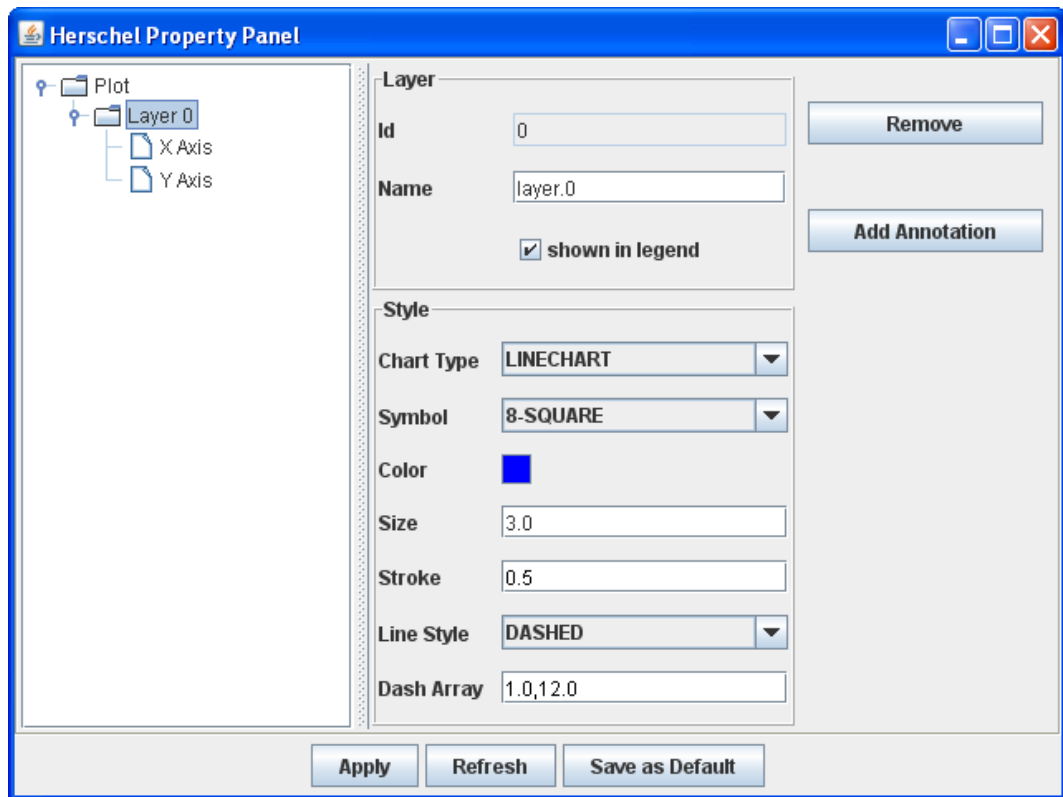 Herschel Property Panel
Plot
Layer 0
X Axis
Y Axis
Layer
Id 0
Name layer.0
shown in legend
Style
Chart Type LINECHART
Symbol 8-SQUARE
Color
Size 3.0
Stroke 0.5
Line Style DASHED
Dash Array 1.0,12.0
Remove
Add Annotation
Apply Refresh Save as Default